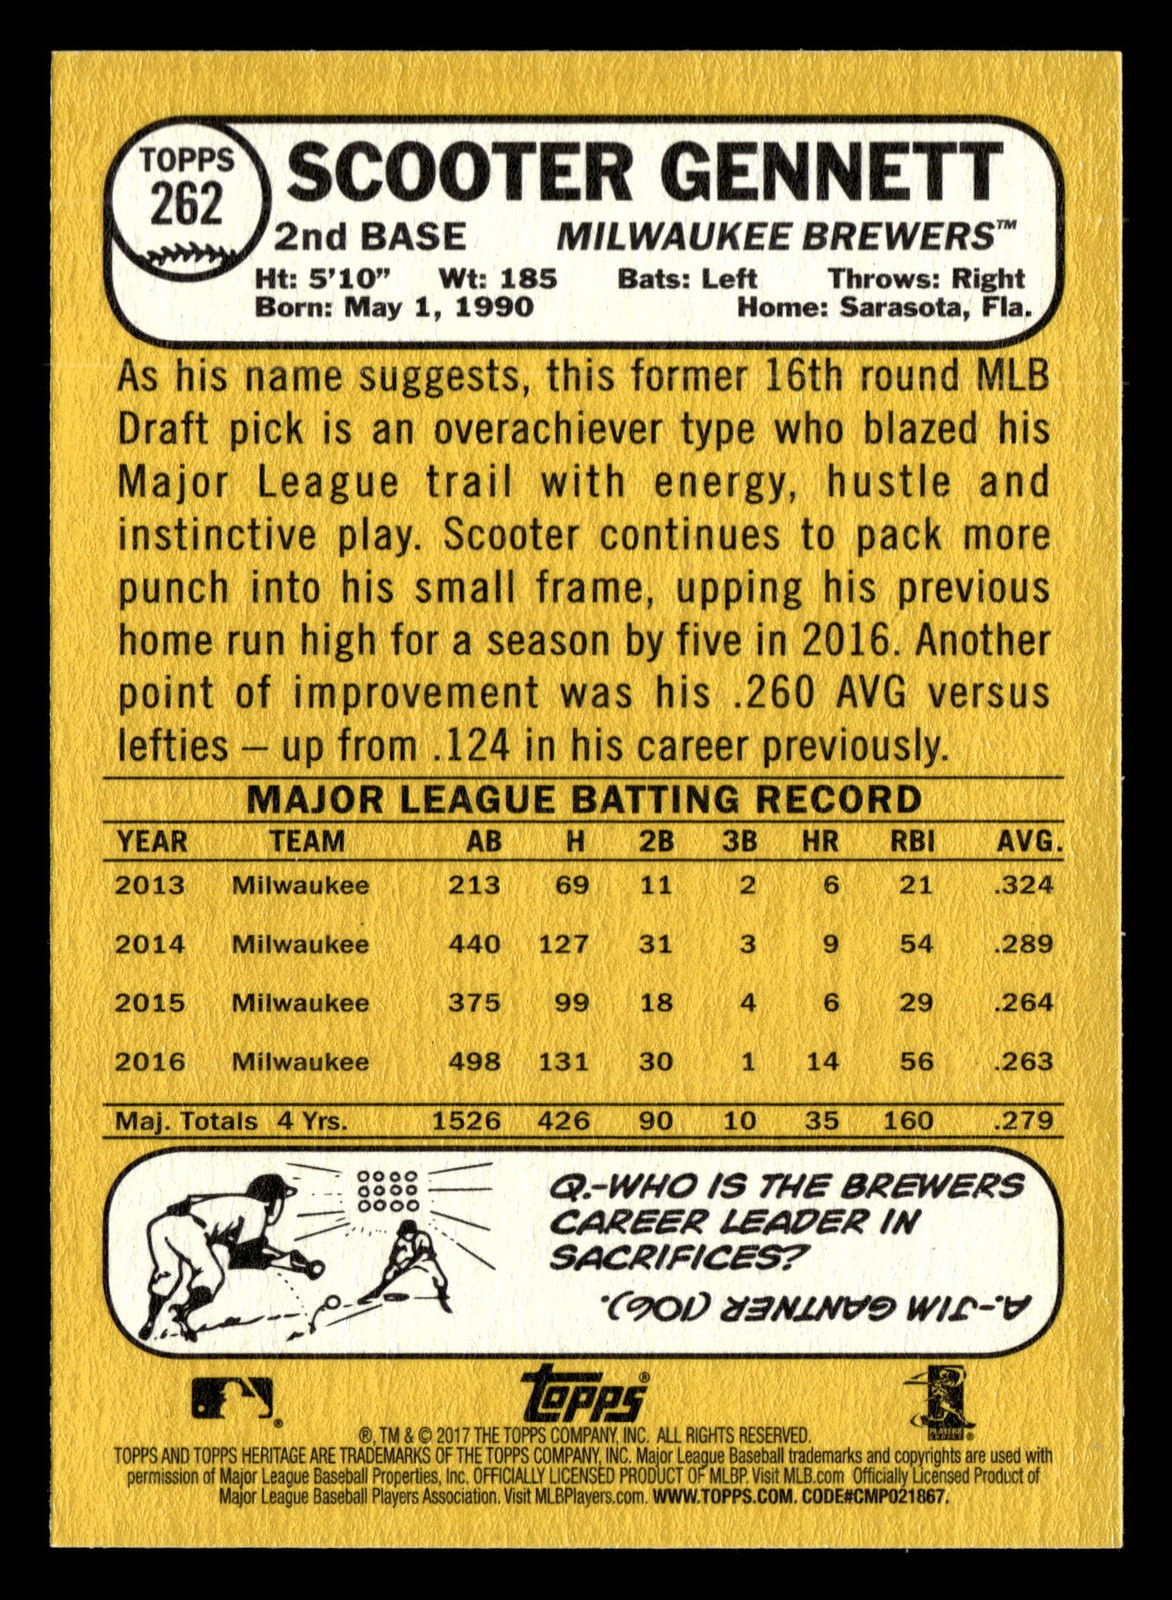 TOPPS
262
SCOOTER GENNETT
2nd BASE MILWAUKEE BREWERS™
Ht: 5'10” Wt: 185 Bats: Left Throws: Right
Born: May 1, 1990 Home: Sarasota, Fla.
As his name suggests, this former 16th round MLB
Draft pick is an overachiever type who blazed his
Major League trail with energy, hustle and
instinctive play. Scooter continues to pack more
punch into his small frame, upping his previous
home run high for a season by five in 2016. Another
point of improvement was his .260 AVG versus
lefties – up from .124 in his career previously.
MAJOR LEAGUE BATTING RECORD
YEAR TEAM AB H 2B 3B HR RBI AVG.
2013 Milwaukee 213 69 11 2 6 21 .324
2014 Milwaukee 440 127 31 3 9 54 .289
2015 Milwaukee 375 99 18 4 6 29 .264
2016 Milwaukee 498 131 30 1 14 56 .263
Maj. Totals 4 Yrs. 1526 426 90 10 35 160 .279
Q.-WHO IS THE BREWERS
CAREER LEADER IN
SACRIFICES?
A.-JIM GANTNER (106).
Topps®
®, TM & © 2017 THE TOPPS COMPANY, INC. ALL RIGHTS RESERVED.
TOPPS AND TOPPS HERITAGE ARE TRADEMARKS OF THE TOPPS COMPANY, INC. Major League Baseball trademarks and copyrights are used with
permission of Major League Baseball Properties, Inc. OFFICIALLY LICENSED PRODUCT OF MLBP. Visit MLB.com Officially Licensed Product of
Major League Baseball Players Association. Visit MLBPlayers.com. WWW.TOPPS.COM. CODE#CMP021867.